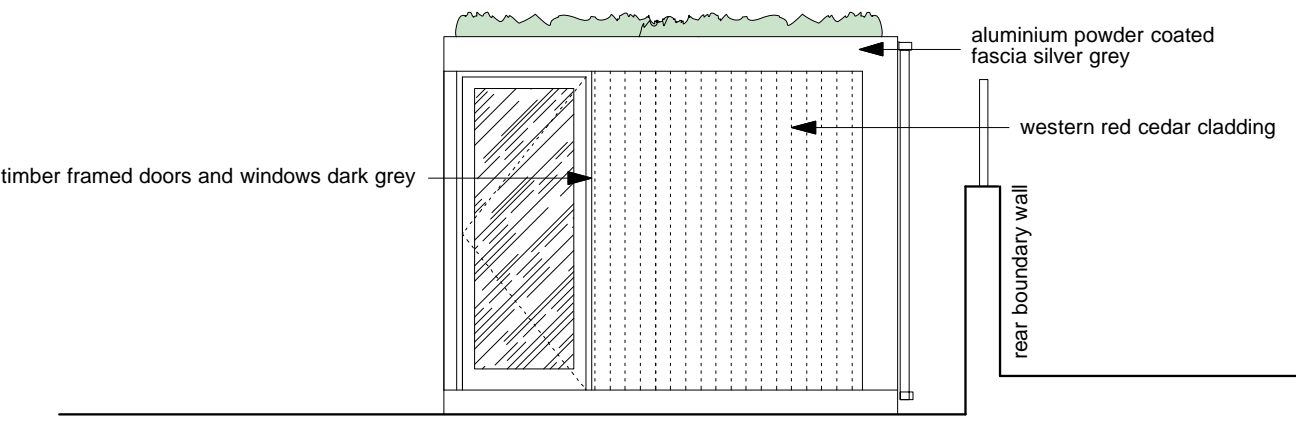 aluminium powder coated
fascia silver grey
western red cedar cladding
timber framed doors and windows dark grey
rear boundary wall